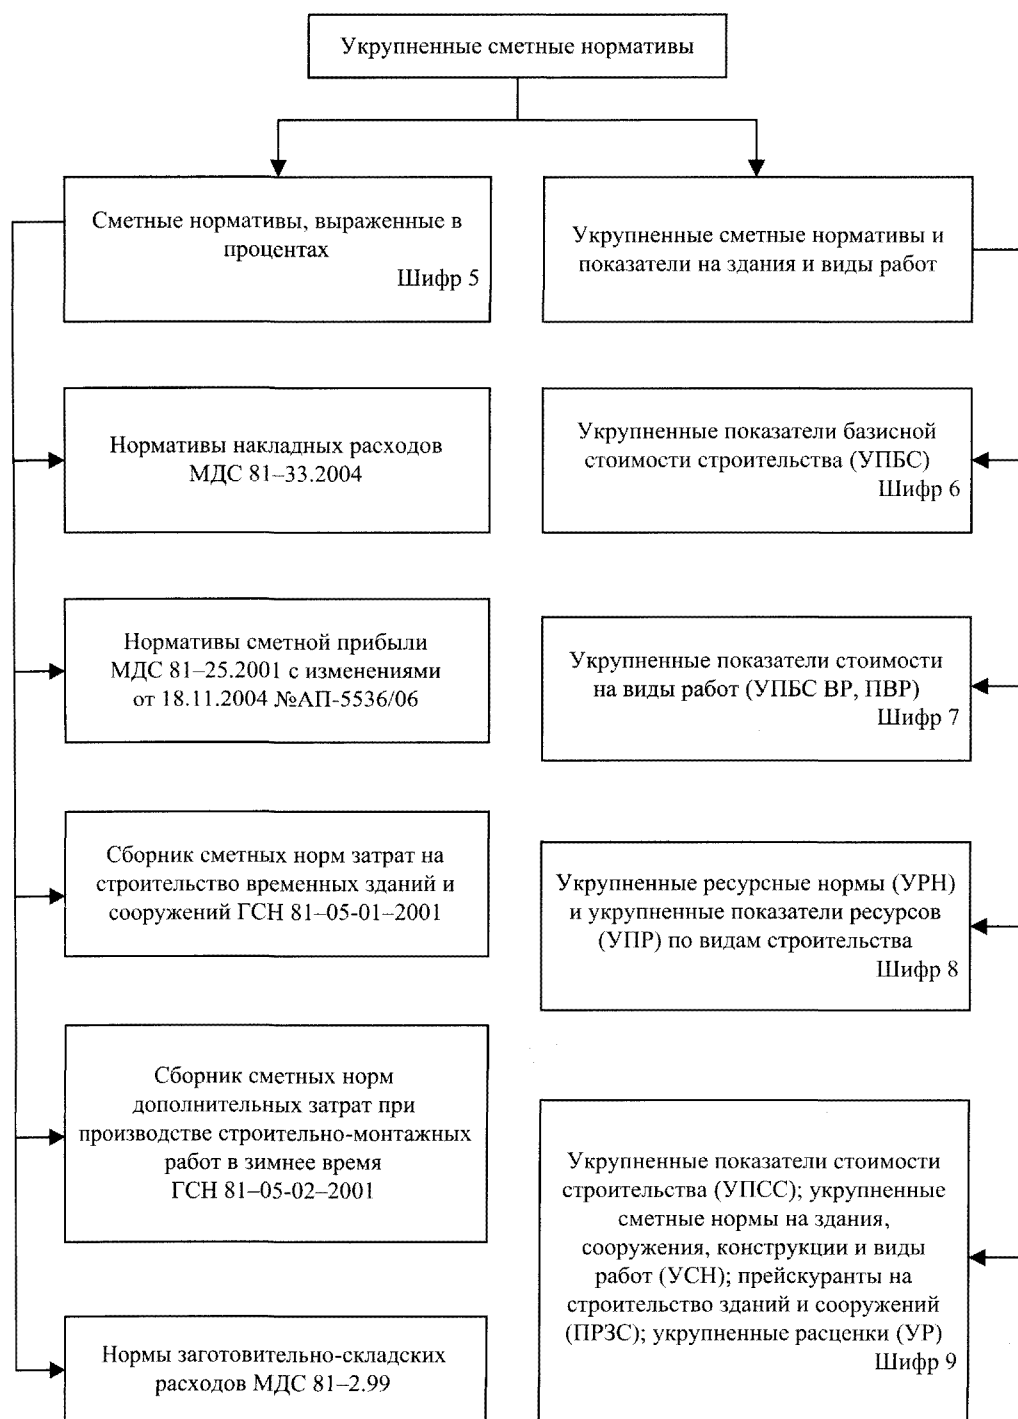 Укрупненные сметные нормативы
Сметные нормативы, выраженные в
процентах
Шифр 5
Укрупненные сметные нормативы и
показатели на здания и виды работ
Нормативы накладных расходов
МДС 81–33.2004
Укрупненные показатели базисной
стоимости строительства (УПБС)
Шифр 6
Нормативы сметной прибыли
МДС 81–25.2001 с изменениями
от 18.11.2004 №АП-5536/06
Укрупненные показатели стоимости
на виды работ (УПБС ВР, ПВР)
Шифр 7
Сборник сметных норм затрат на
строительство временных зданий и
сооружений ГСН 81–05-01–2001
Укрупненные ресурсные нормы (УРН)
и укрупненные показатели ресурсов
(УПР) по видам строительства
Шифр 8
Сборник сметных норм
дополнительных затрат при
производстве строительно-монтажных
работ в зимнее время
ГСН 81–05-02–2001
Укрупненные показатели стоимости
строительства (УПСС); укрупненные
сметные нормы на здания,
сооружения, конструкции и виды
работ (УСН); прейскуранты на
строительство зданий и сооружений
(ПРЗС); укрупненные расценки (УР)
Шифр 9
Нормы заготовительно-складских
расходов МДС 81–2.99